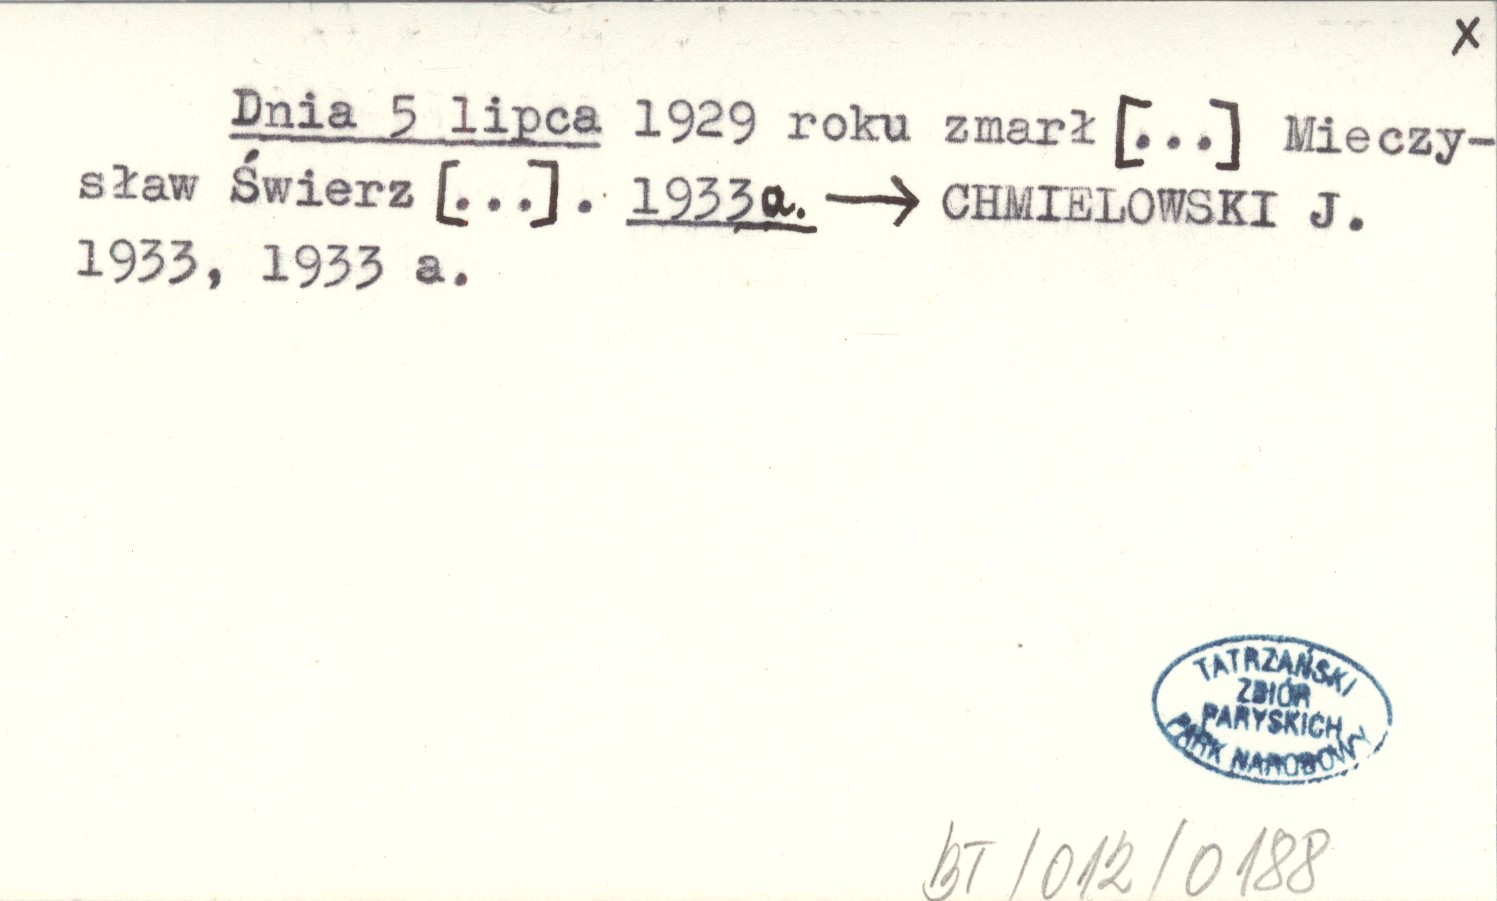 x
Dnia 5 lipca 1929 roku zmarł [...] Mieczy-
sław Świerz [...]. 1933a. → CHMIELOWSKI J.
1933, 1933 a.
TATRZAŃSKI
ZBIÓR
PARYSKICH
PARK NARODOWY
BT/012/0188